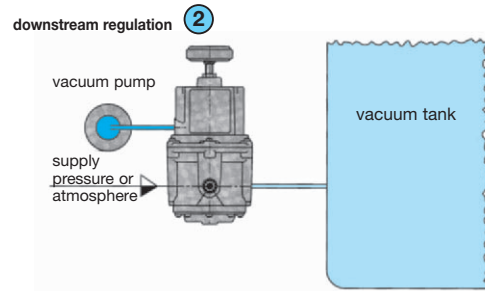 downstream regulation 2
vacuum pump
vacuum tank
supply
pressure or
atmosphere